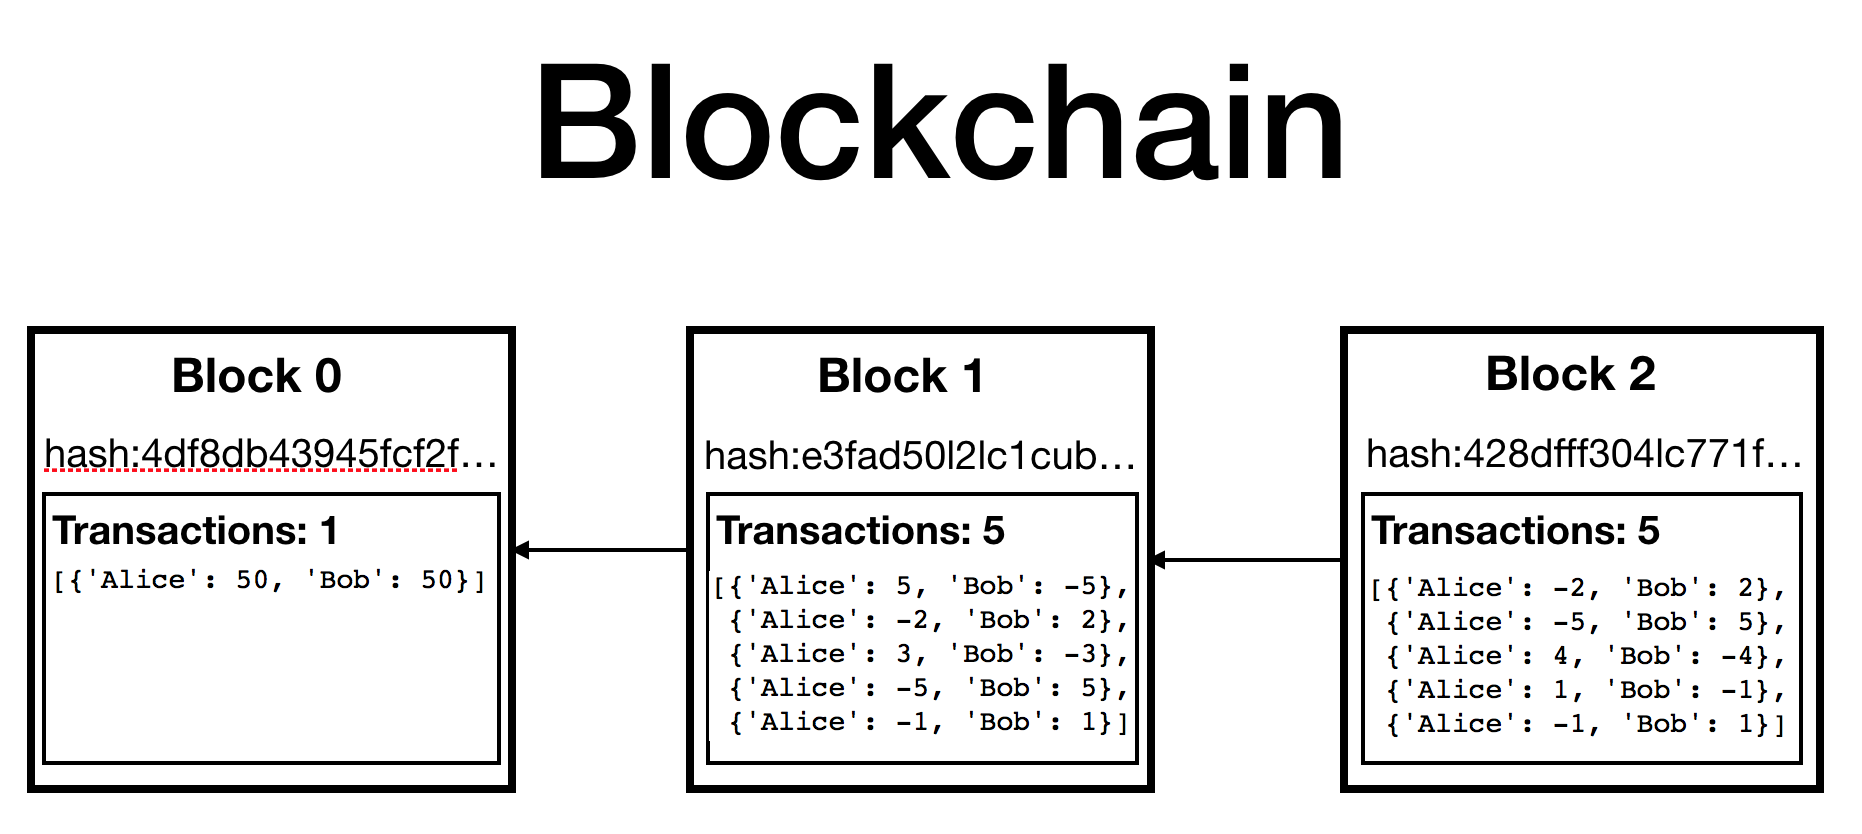 Blockchain
Block 0
hash:4df8db43945fcf2f...
Transactions: 1
[{'Alice': 50, 'Bob': 50}]
Block 1
hash:e3fad50l2lc1cub...
Transactions: 5
[{'Alice': 5, 'Bob': -5},
{'Alice': -2, 'Bob': 2},
{'Alice': 3, 'Bob': -3},
{'Alice': -5, 'Bob': 5},
{'Alice': -1, 'Bob': 1}]
Block 2
hash:428dfff304lc771f...
Transactions: 5
[{'Alice': -2, 'Bob': 2},
{'Alice': -5, 'Bob': 5},
{'Alice': 4, 'Bob': -4},
{'Alice': 1, 'Bob': -1},
{'Alice': -1, 'Bob': 1}]